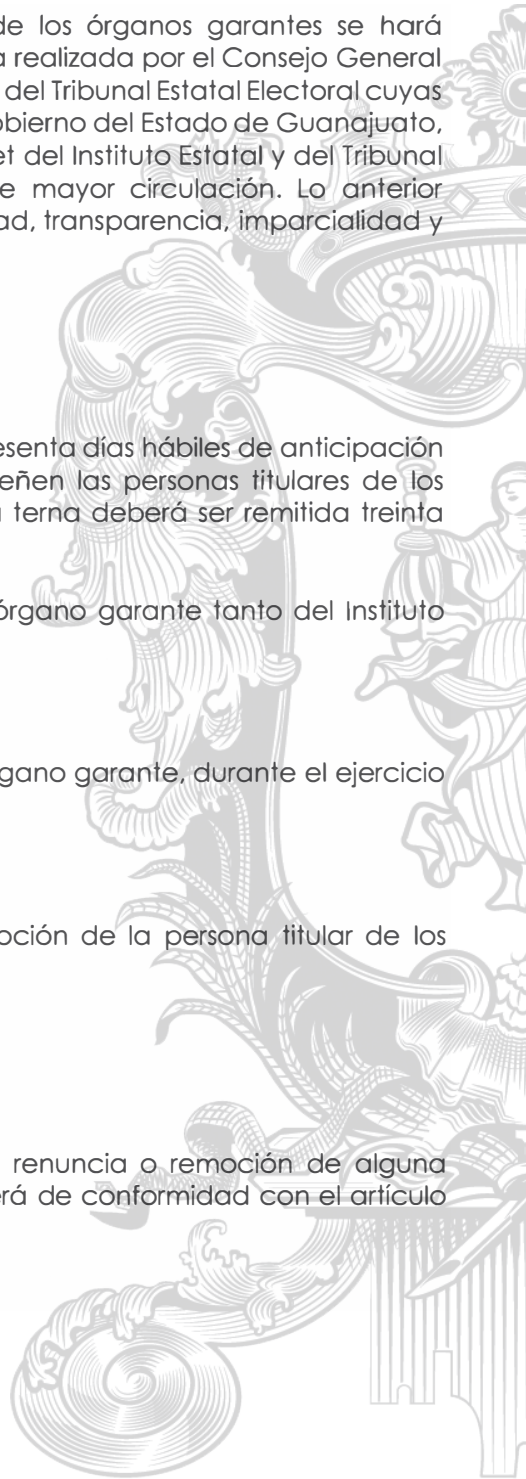 de los órganos garantes se hará
realizada por el Consejo General
del Tribunal Estatal Electoral cuyas
obierno del Estado de Guanajuato,
et del Instituto Estatal y del Tribunal
e mayor circulación. Lo anterior
ad, transparencia, imparcialidad y
esenta días hábiles de anticipación
eñen las personas titulares de los
terna deberá ser remitida treinta
órgano garante tanto del Instituto
gano garante, durante el ejercicio
oción de la persona titular de los
renuncia o remoción de alguna
erá de conformidad con el artículo